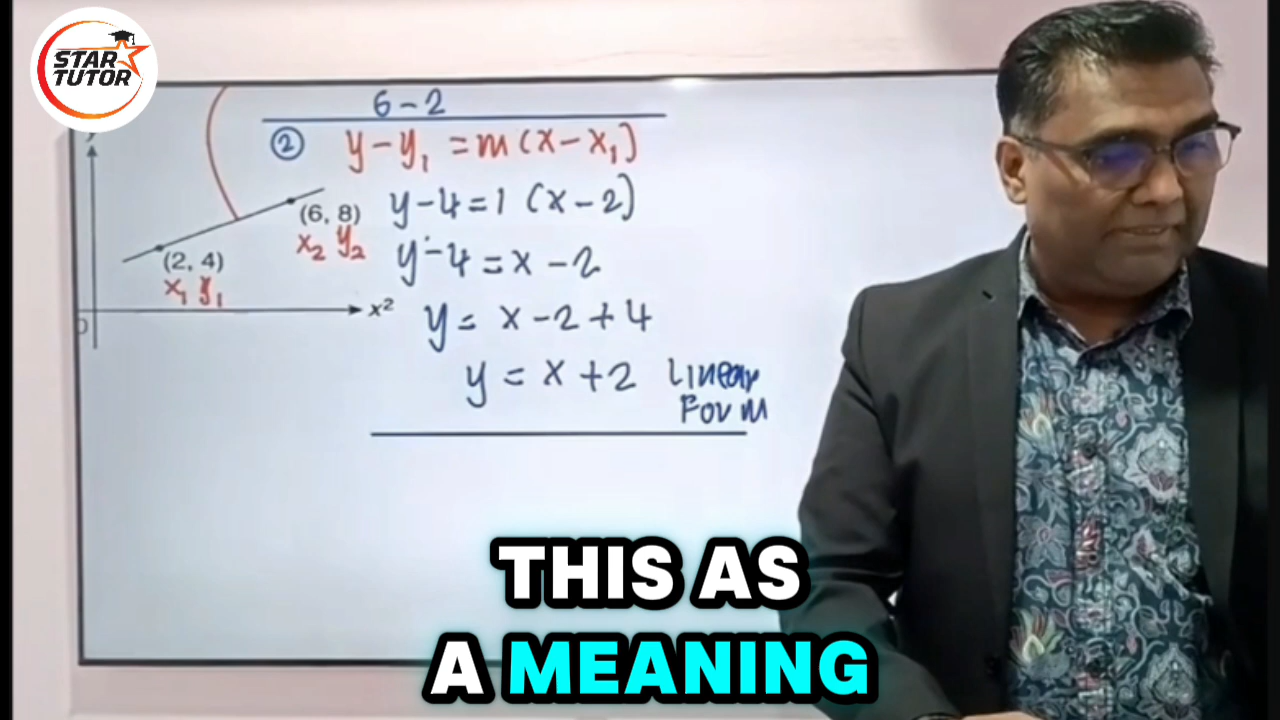 STAR
TUTOR
6-2
② y-y₁ = m(x-x₁)
y-4=1 (x-2)
y-4=x-2
y= x-2+4
y = x+2 Linear
Form
(6, 8)
x₂ y₂
(2, 4)
x₁ y₁
x²
0
THIS AS
A MEANING